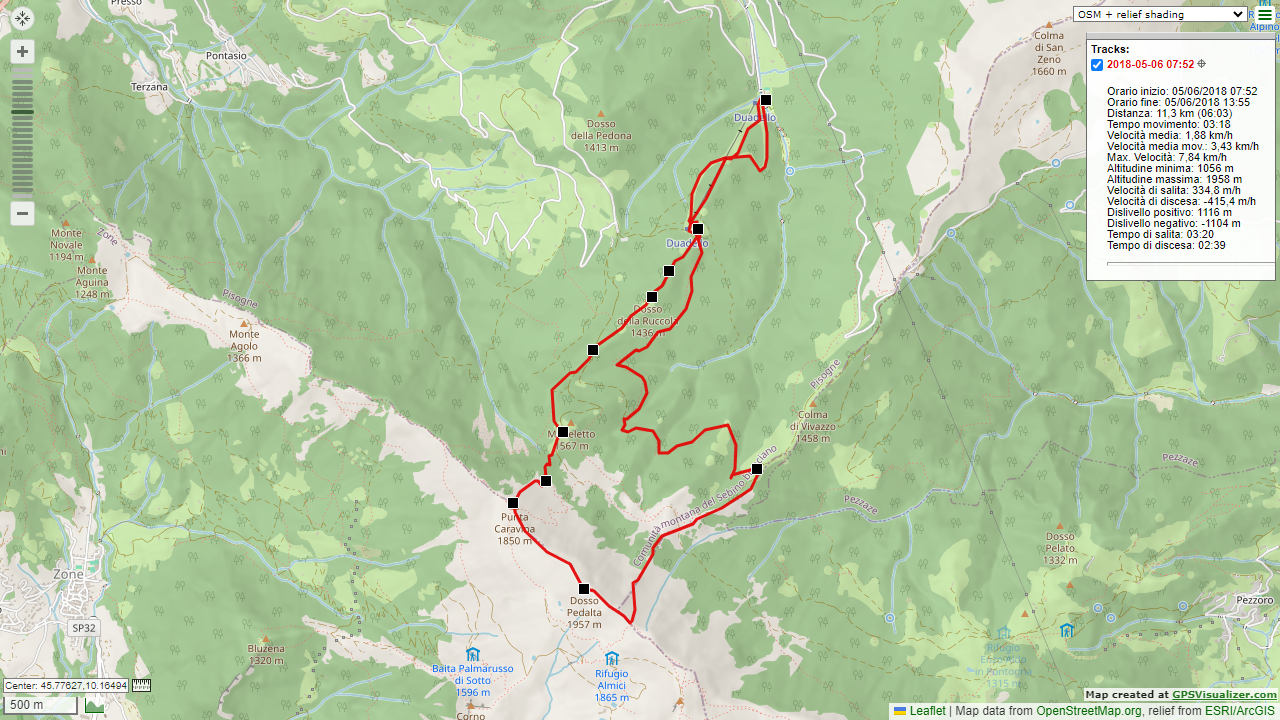 Presso
OSM + relief shading
Alpino
Colma
di San
Zeno
1660 m
Tracks:
2018-05-06 07:52
Orario inizio: 05/06/2018 07:52
Orario fine: 05/06/2018 13:55
Distanza: 11,3 km (06:03)
Tempo movimento: 03:18
Velocità media: 1,88 km/h
Velocità media mov.: 3,43 km/h
Max. Velocità: 7,84 km/h
Altitudine minima: 1056 m
Altitudine massima: 1958 m
Velocità di salita: 334,8 m/h
Velocità di discesa: -415,4 m/h
Dislivello positivo: 1116 m
Dislivello negativo: -1104 m
Tempo di salita: 03:20
Tempo di discesa: 02:39
Pontasio
Terzana
Duadello
Dosso
della Pedona
1413 m
Monte
Novale
1194 m
Zone
Duadello
Monte
Aguina
1248 m
Pisogne
Dosso
della Ruccola
1436 m
Monte
Agolo
1366 m
Pisogne
Colma
di Vivazzo
1458 m
Pezzaze
Comunità montana del Sebino bresciano
Pezzaze
Punta
Caravina
1850 m
Dosso
Pelato
1332 m
Zone
Dosso
Pedalta
1957 m
Pezzoro
SP32
Bluzena
1320 m
Baita Palmarusso
di Sotto
1596 m
Rifugio
Almici
1865 m
Rifugio
in Pontogna
1315 m
Corno
Center: 45.77627,10.16494
500 m
Map created at GPSVisualizer.com
Leaflet | Map data from OpenStreetMap.org, relief from ESRI/ArcGIS